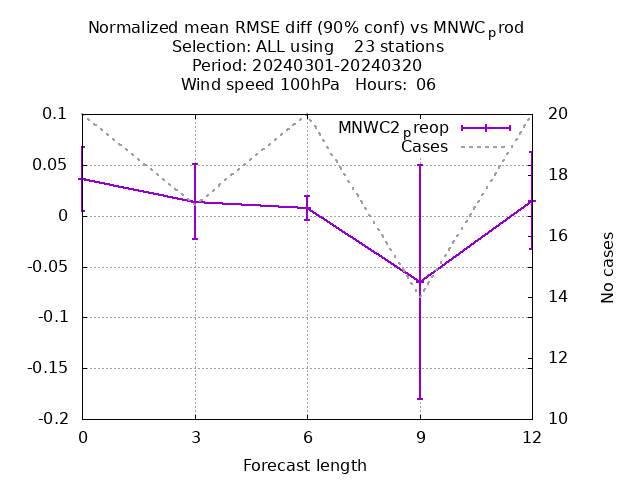 Normalized mean RMSE diff (90% conf) vs MNWC_prod
Selection: ALL using    23 stations
Period: 20240301-20240320
Wind speed 100hPa   Hours:  06
MNWC2_preop
Cases
0.1
0.05
0
-0.05
-0.1
-0.15
-0.2
20
18
16
14
12
10
No cases
0 3 6 9 12
Forecast length